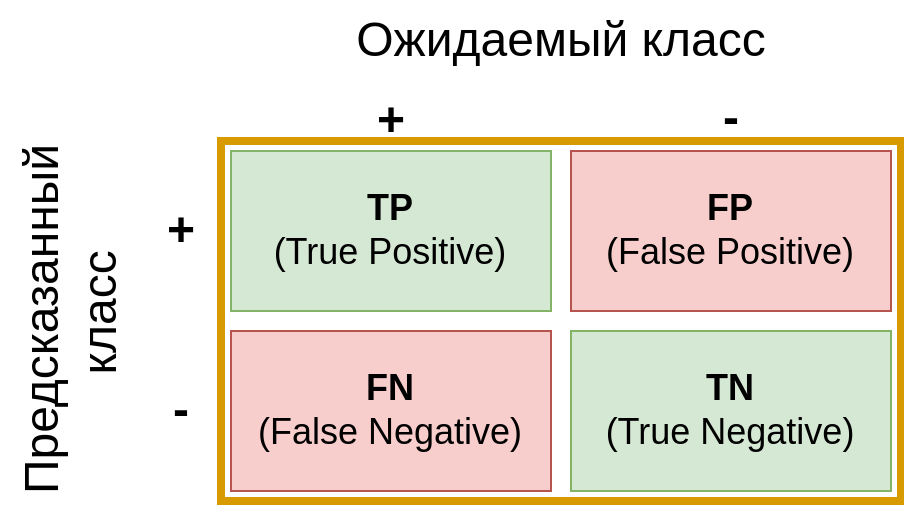 Ожидаемый класс
+ -
Предсказанный
класс
+
TP
(True Positive)
FP
(False Positive)
-
FN
(False Negative)
TN
(True Negative)